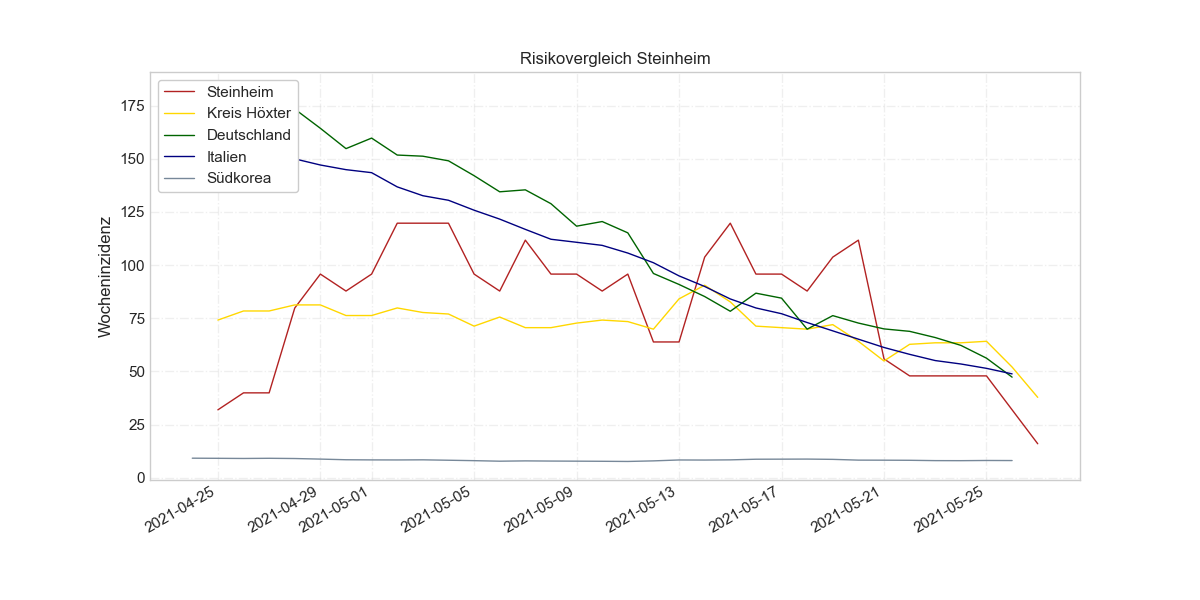 Risikovergleich Steinheim
Steinheim
Kreis Höxter
Deutschland
Italien
Südkorea
Wocheninzidenz
175
150
125
100
75
50
25
0
2021-04-25
2021-04-29
2021-05-01
2021-05-05
2021-05-09
2021-05-13
2021-05-17
2021-05-21
2021-05-25